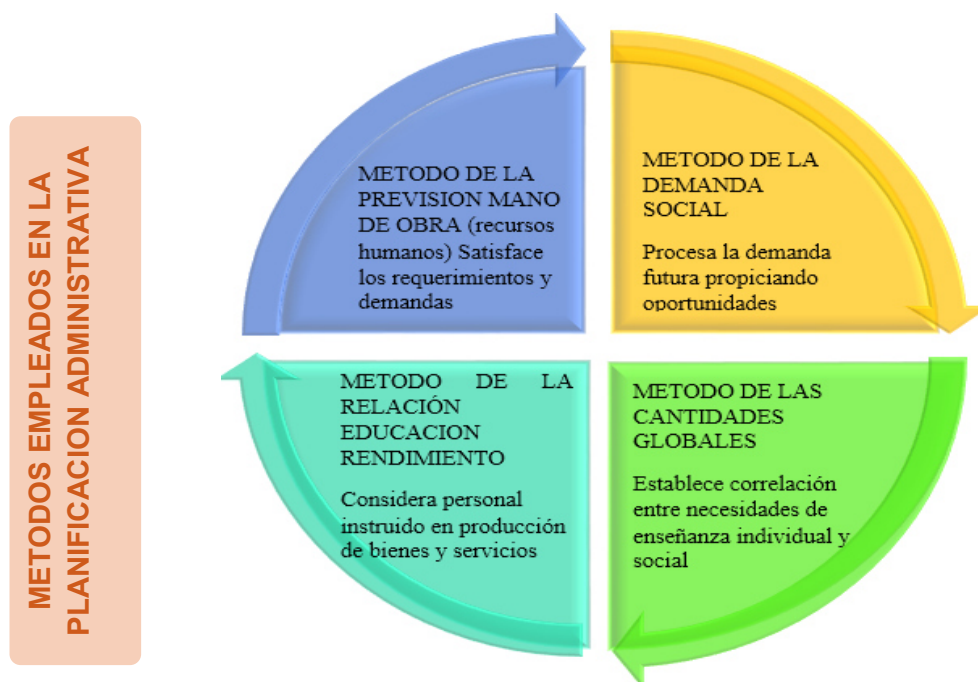 METODOS EMPLEADOS EN LA
PLANIFICACION ADMINISTRATIVA
METODO DE LA
PREVISION MANO
DE OBRA (recursos
humanos) Satisface
los requerimientos y
demandas
METODO DE LA
DEMANDA
SOCIAL
Procesa la demanda
futura propiciando
oportunidades
METODO DE LA
RELACIÓN
EDUCACION
RENDIMIENTO
Considera personal
instruido en producción
de bienes y servicios
METODO DE LAS
CANTIDADES
GLOBALES
Establece correlación
entre necesidades de
enseñanza individual y
social